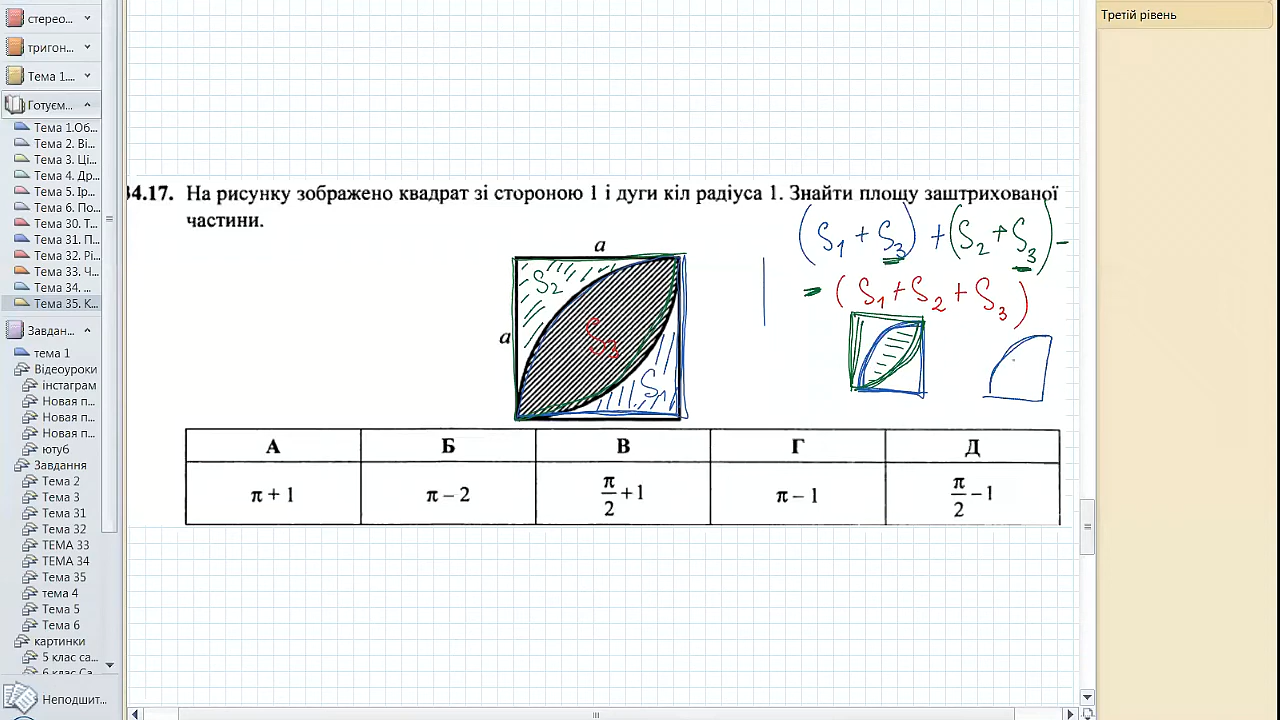 стерео...
тригон...
Тема 1....
Готуєм...
Тема 1.Об...
Тема 2. Ві...
Тема 3. Ці...
Тема 4. Др...
Тема 5. Ір...
Тема 6. По...
Тема 30. Т...
Тема 31. П...
Тема 32. Рі...
Тема 33. Ч...
Тема 34. ...
Тема 35. К...
Завдан...
тема 1
Відеоуроки
інстаграм
Новая п...
Новая п...
Новая п...
ютуб
Завдання
Тема 2
Тема 3
Тема 31
Тема 32
ТЕМА 33
ТЕМА 34
Тема 35
тема 4
Тема 5
Тема 6
картинки
5 клас са...
6 клас Са...
Неподшит...
34.17. На рисунку зображено квадрат зі стороною 1 і дуги кіл радіуса 1. Знайти площу заштрихованої
частини.
(S₁ + S₃) + (S₂ + S₃) -
- (S₁ + S₂ + S₃)
a
a
S₂
S₃
S₁
А Б В Г Д
π + 1 π – 2 π/2 + 1 π – 1 π/2 – 1
Третій рівень